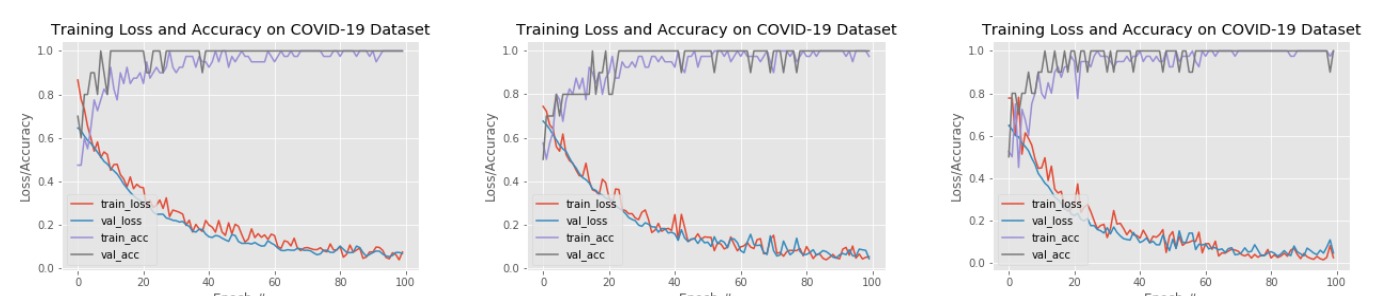 Training Loss and Accuracy on COVID-19 Dataset
1.0
0.8
0.6
0.4
0.2
0.0
Loss/Accuracy
train_loss
val_loss
train_acc
val_acc
0 20 40 60 80 100
Epoch #
Training Loss and Accuracy on COVID-19 Dataset
1.0
0.8
0.6
0.4
0.2
0.0
Loss/Accuracy
train_loss
val_loss
train_acc
val_acc
0 20 40 60 80 100
Epoch #
Training Loss and Accuracy on COVID-19 Dataset
1.0
0.8
0.6
0.4
0.2
0.0
Loss/Accuracy
train_loss
val_loss
train_acc
val_acc
0 20 40 60 80 100
Epoch #